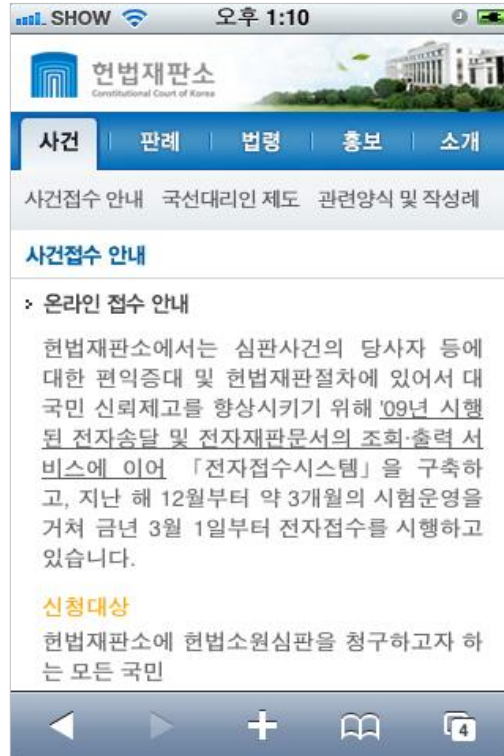 SHOW 오후 1:10
헌법재판소
Constitutional Court of Korea
사건 판례 법령 홍보 소개
사건접수 안내 국선대리인 제도 관련양식 및 작성례
사건접수 안내
온라인 접수 안내
헌법재판소에서는 심판사건의 당사자 등에
대한 편익증대 및 헌법재판절차에 있어서 대
국민 신뢰제고를 향상시키기 위해 '09년 시행
된 전자송달 및 전자재판문서의 조회·출력 서
비스에 이어 「전자접수시스템」을 구축하
고, 지난 해 12월부터 약 3개월의 시험운영을
거쳐 금년 3월 1일부터 전자접수를 시행하고
있습니다.
신청대상
헌법재판소에 헌법소원심판을 청구하고자 하
는 모든 국민
4